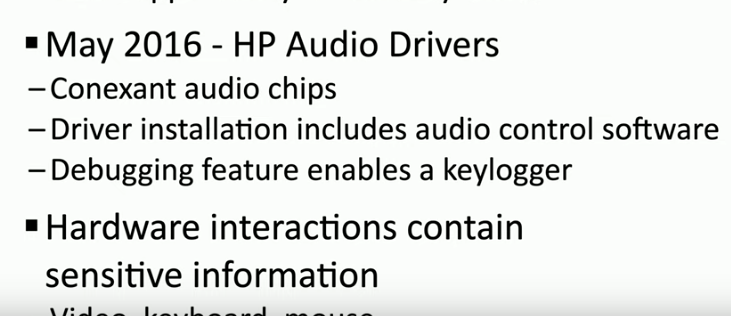 ▪ May 2016 - HP Audio Drivers
– Conexant audio chips
– Driver installation includes audio control software
– Debugging feature enables a keylogger
▪ Hardware interactions contain
sensitive information
– Video, keyboard, mouse